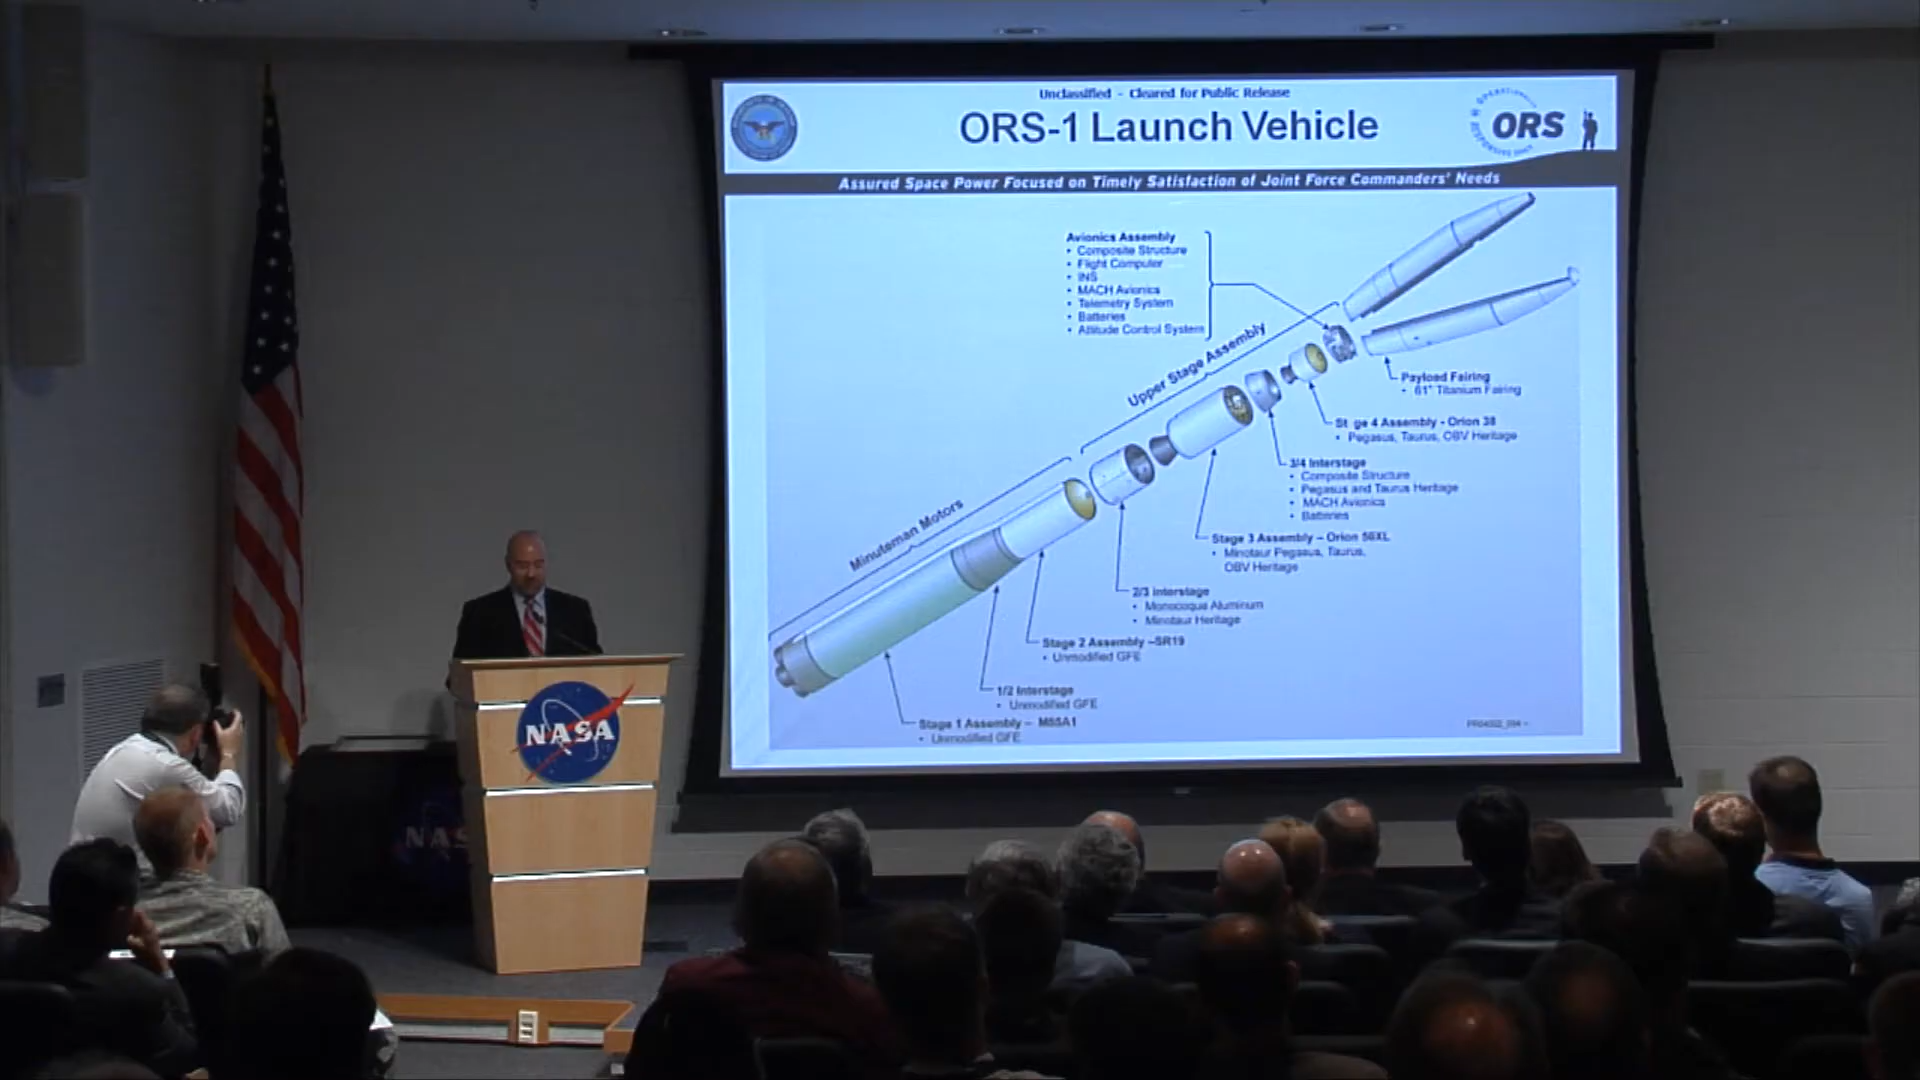 Unclassified - Cleared for Public Release
ORS-1 Launch Vehicle
ORS
Assured Space Power Focused on Timely Satisfaction of Joint Force Commanders' Needs
Avionics Assembly
• Composite Structure
• Flight Computer
• INS
• MACH Avionics
• Telemetry System
• Batteries
• Attitude Control System
Upper Stage Assembly
Payload Fairing
• 61" Titanium Fairing
St ge 4 Assembly - Orion 38
• Pegasus, Taurus, OBV Heritage
3/4 Interstage
• Composite Structure
• Pegasus and Taurus Heritage
• MACH Avionics
• Batteries
Minuteman Motors
Stage 3 Assembly – Orion 50XL
• Minotaur Pegasus, Taurus,
OBV Heritage
2/3 Interstage
• Monocoque Aluminum
• Minotaur Heritage
Stage 2 Assembly –SR19
• Unmodified GFE
1/2 Interstage
• Unmodified GFE
Stage 1 Assembly – M55A1
• Unmodified GFE
NASA
NAS